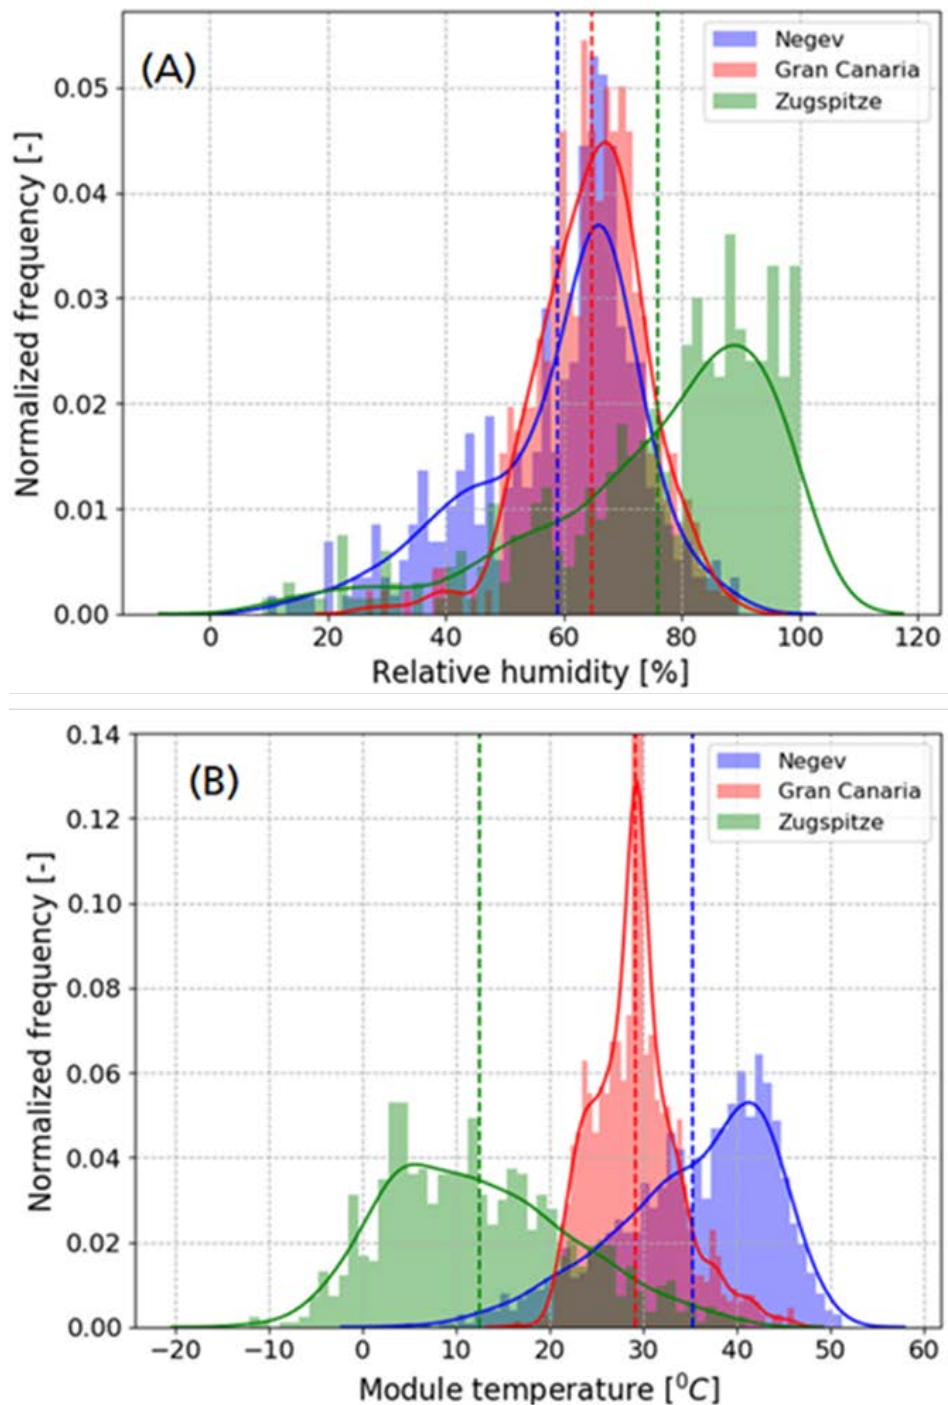 (A)
Negev
Gran Canaria
Zugspitze
0.05
0.04
0.03
0.02
0.01
0.00
Normalized frequency [-]
0 20 40 60 80 100 120
Relative humidity [%]
(B)
Negev
Gran Canaria
Zugspitze
0.14
0.12
0.10
0.08
0.06
0.04
0.02
0.00
Normalized frequency [-]
−20 −10 0 10 20 30 40 50 60
Module temperature [⁰C]